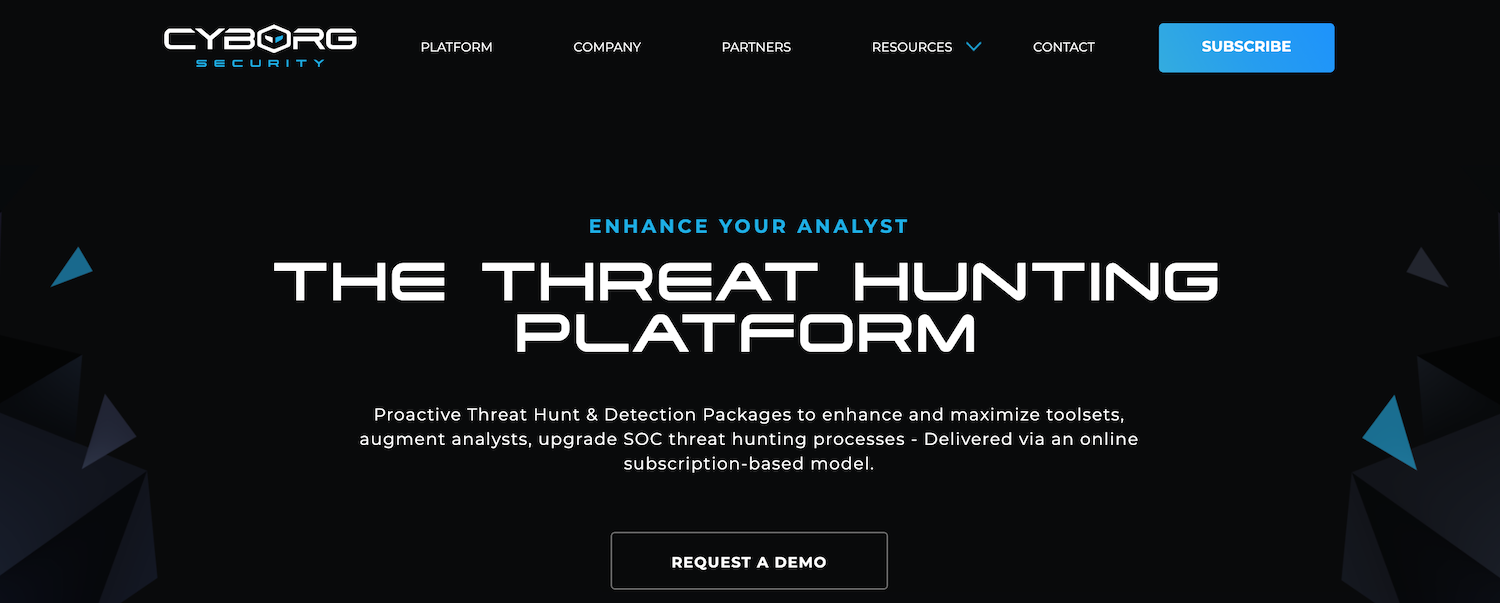 CYBORG
SECURITY
PLATFORM
COMPANY
PARTNERS
RESOURCES
CONTACT
SUBSCRIBE
ENHANCE YOUR ANALYST
THE THREAT HUNTING
PLATFORM
Proactive Threat Hunt & Detection Packages to enhance and maximize toolsets,
augment analysts, upgrade SOC threat hunting processes - Delivered via an online
subscription-based model.
REQUEST A DEMO